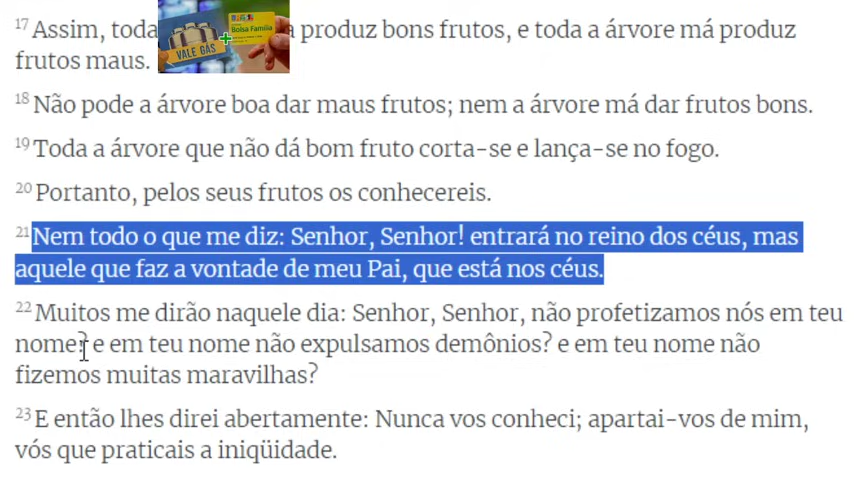 17 Assim, toda a produz bons frutos, e toda a árvore má produz
frutos maus.
VALE GÁS
Bolsa Família
18 Não pode a árvore boa dar maus frutos; nem a árvore má dar frutos bons.
19 Toda a árvore que não dá bom fruto corta-se e lança-se no fogo.
20 Portanto, pelos seus frutos os conhecereis.
21 Nem todo o que me diz: Senhor, Senhor! entrará no reino dos céus, mas
aquele que faz a vontade de meu Pai, que está nos céus.
22 Muitos me dirão naquele dia: Senhor, Senhor, não profetizamos nós em teu
nome? e em teu nome não expulsamos demônios? e em teu nome não
fizemos muitas maravilhas?
23 E então lhes direi abertamente: Nunca vos conheci; apartai-vos de mim,
vós que praticais a iniqüidade.